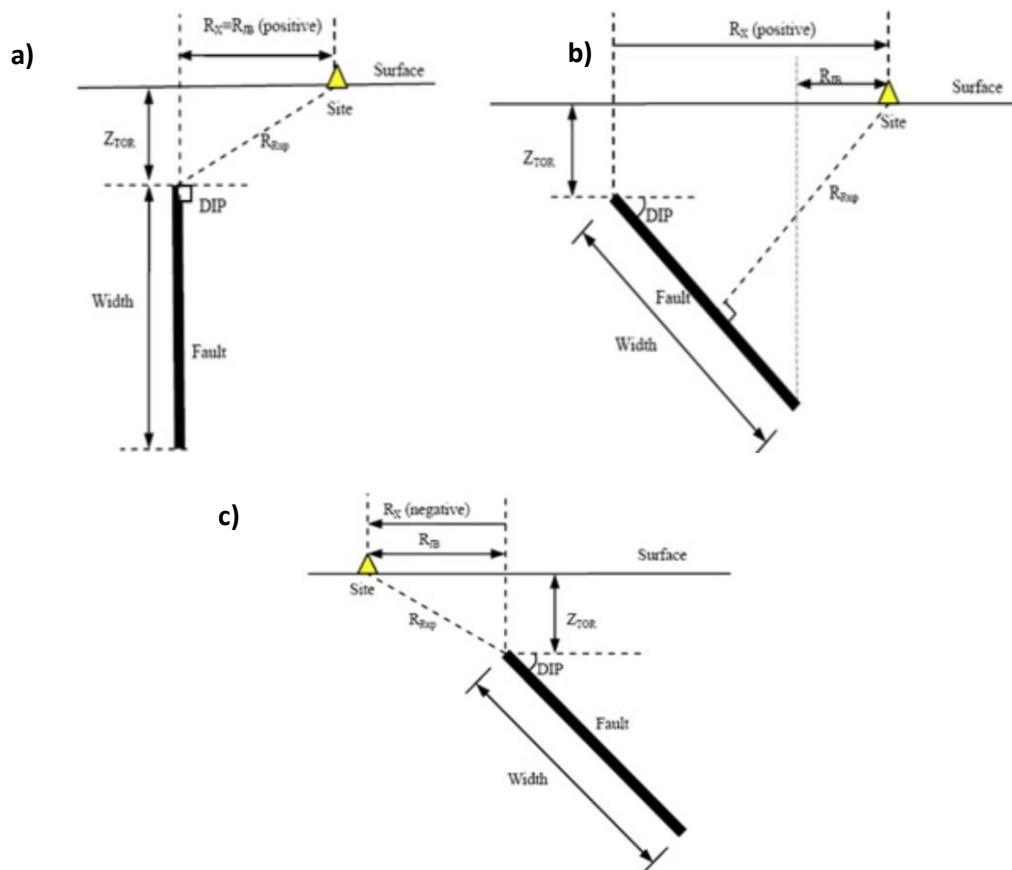 a)
R_X=R_JB (positive)
Surface
Site
Z_TOR
R_Rup
DIP
Width
Fault
b)
R_X (positive)
R_JB
Surface
Site
Z_TOR
R_Rup
DIP
Fault
Width
c)
R_X (negative)
R_JB
Surface
Site
R_Rup
Z_TOR
DIP
Fault
Width